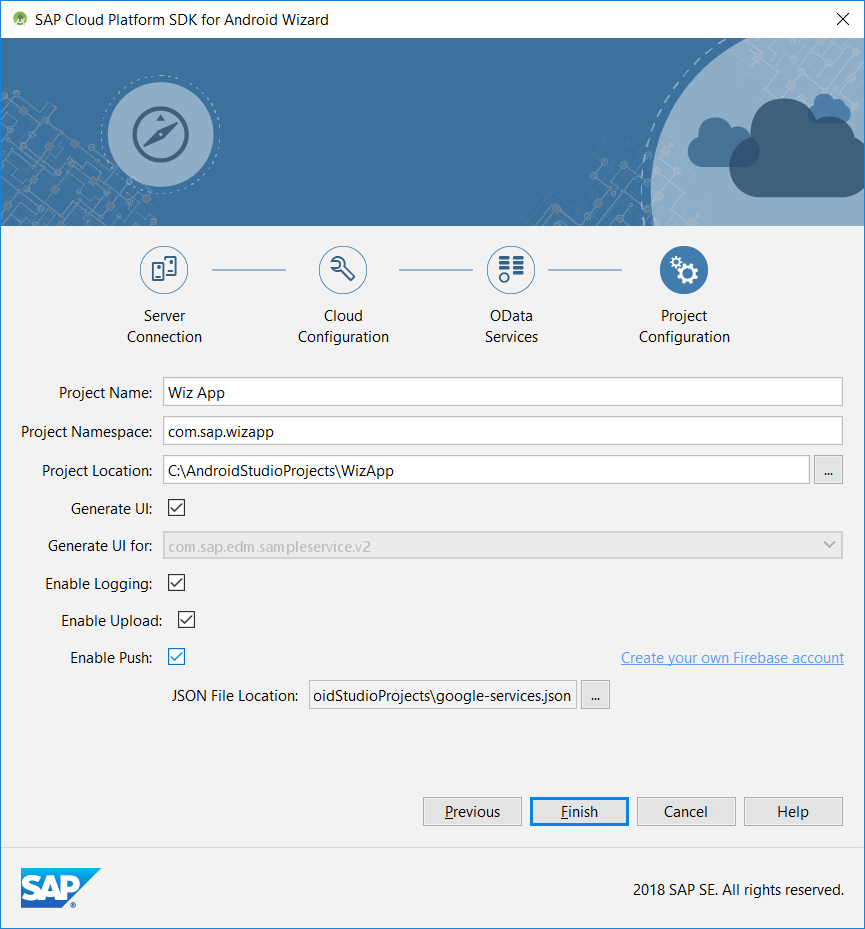 SAP Cloud Platform SDK for Android Wizard
Server Connection
Cloud Configuration
OData Services
Project Configuration
Project Name: Wiz App
Project Namespace: com.sap.wizapp
Project Location: C:\AndroidStudioProjects\WizApp ...
Generate UI:
Generate UI for: com.sap.edm.sampleservice.v2
Enable Logging:
Enable Upload:
Enable Push: Create your own Firebase account
JSON File Location: oidStudioProjects\google-services.json ...
Previous Finish Cancel Help
SAP ® 2018 SAP SE. All rights reserved.